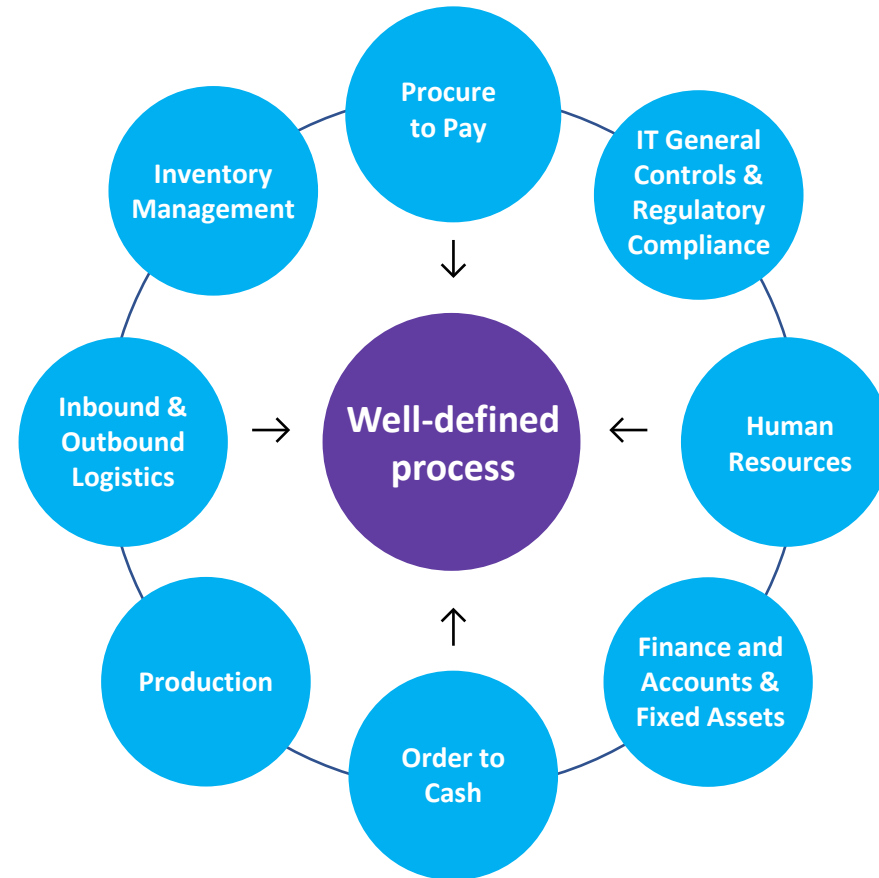 Procure
to Pay
IT General
Controls &
Regulatory
Compliance
Human
Resources
Finance and
Accounts &
Fixed Assets
Order to
Cash
Production
Inbound &
Outbound
Logistics
Inventory
Management
Well-defined
process